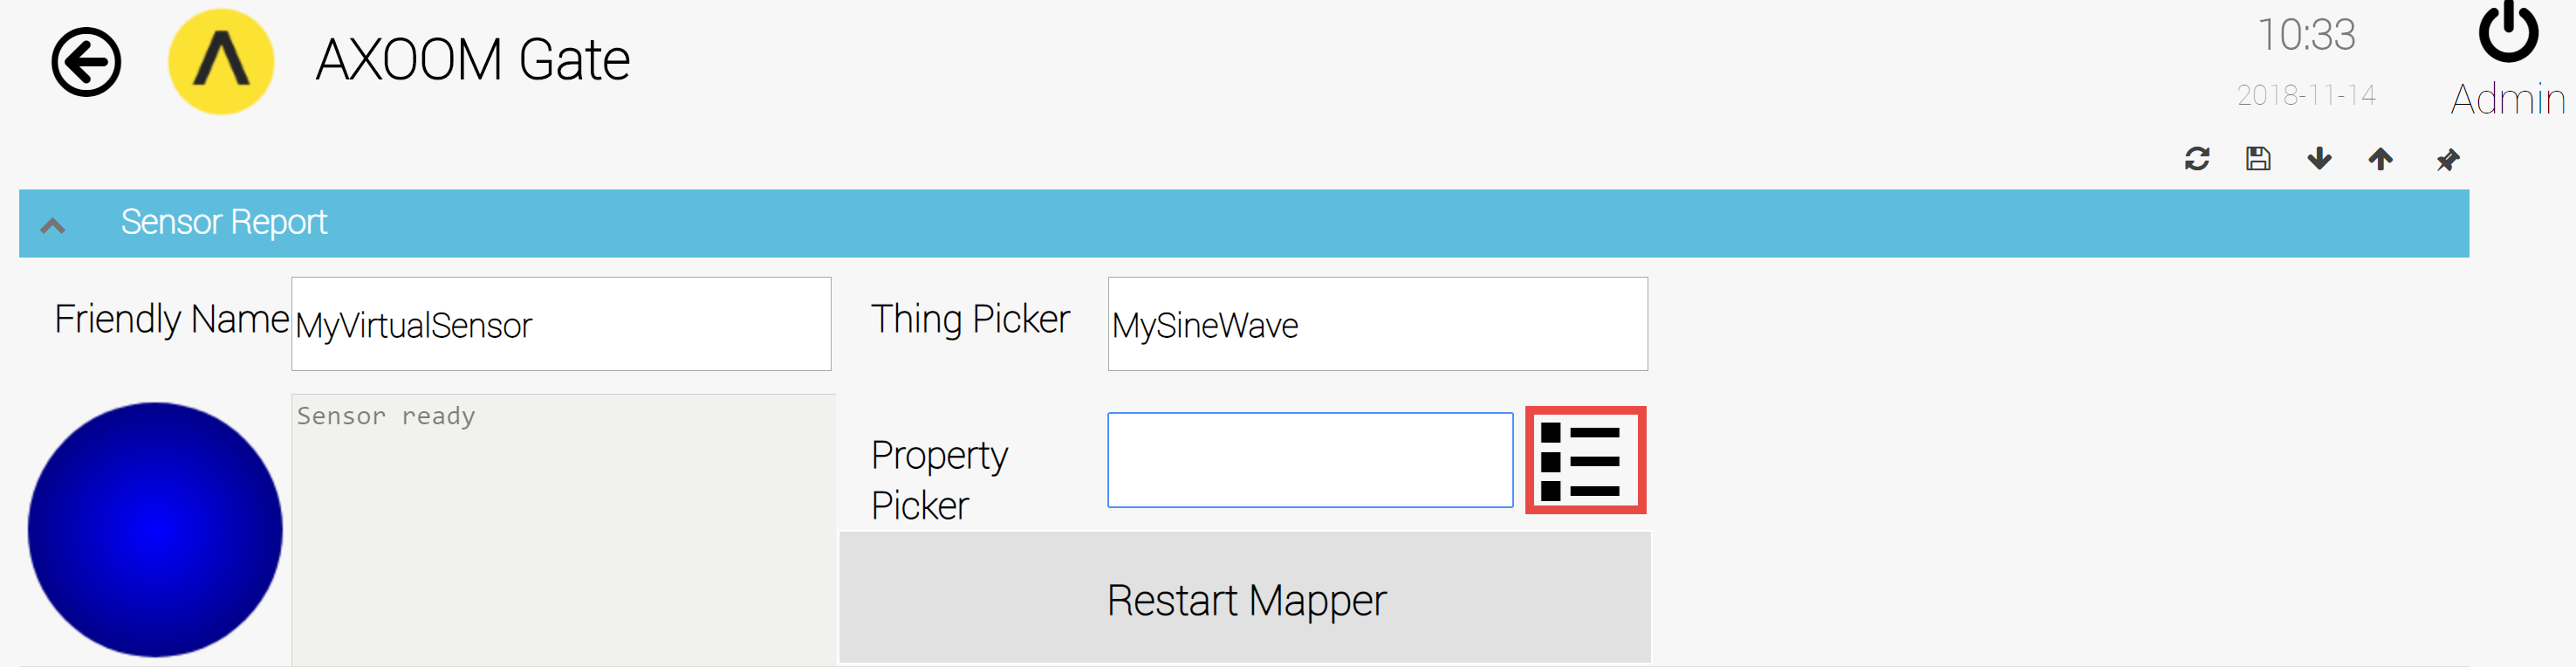 AXOOM Gate
10:33
2018-11-14
Admin
Sensor Report
Friendly Name
MyVirtualSensor
Thing Picker
MySineWave
Sensor ready
Property
Picker
Restart Mapper